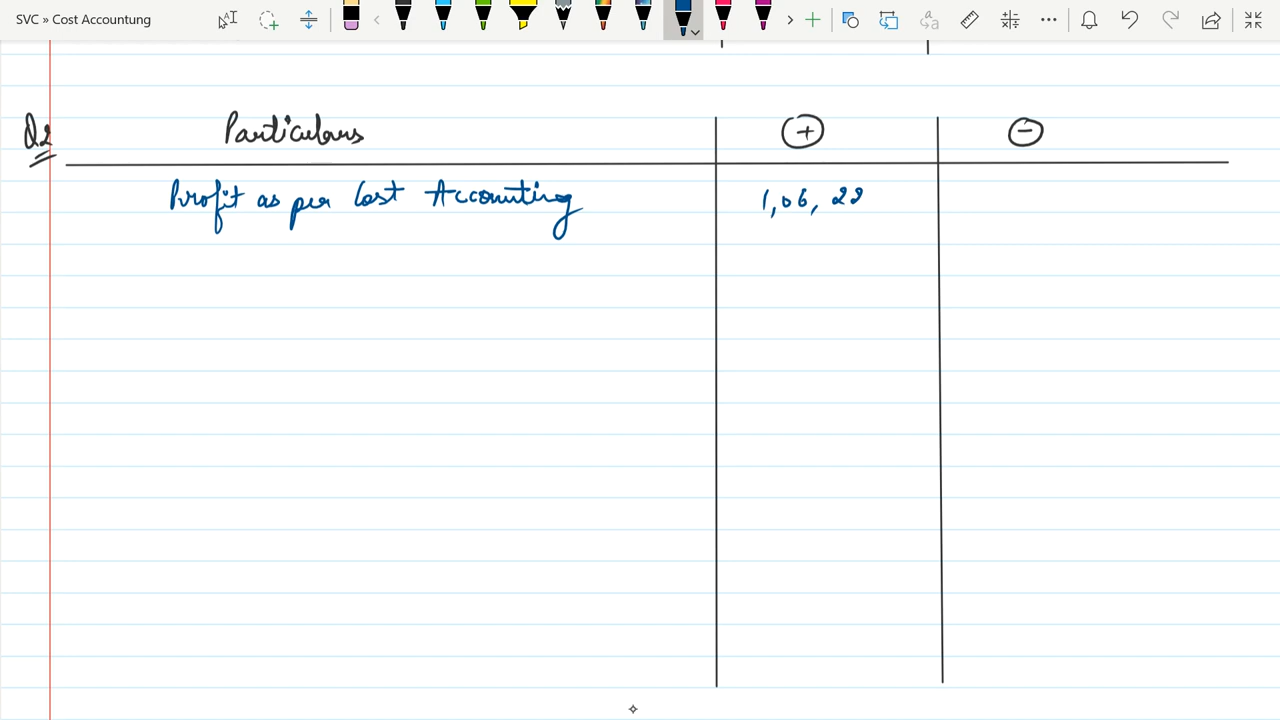 SVC » Cost Accountung
Q2 Particulars + −
Profit as per Cost Accounting 1,06, 22